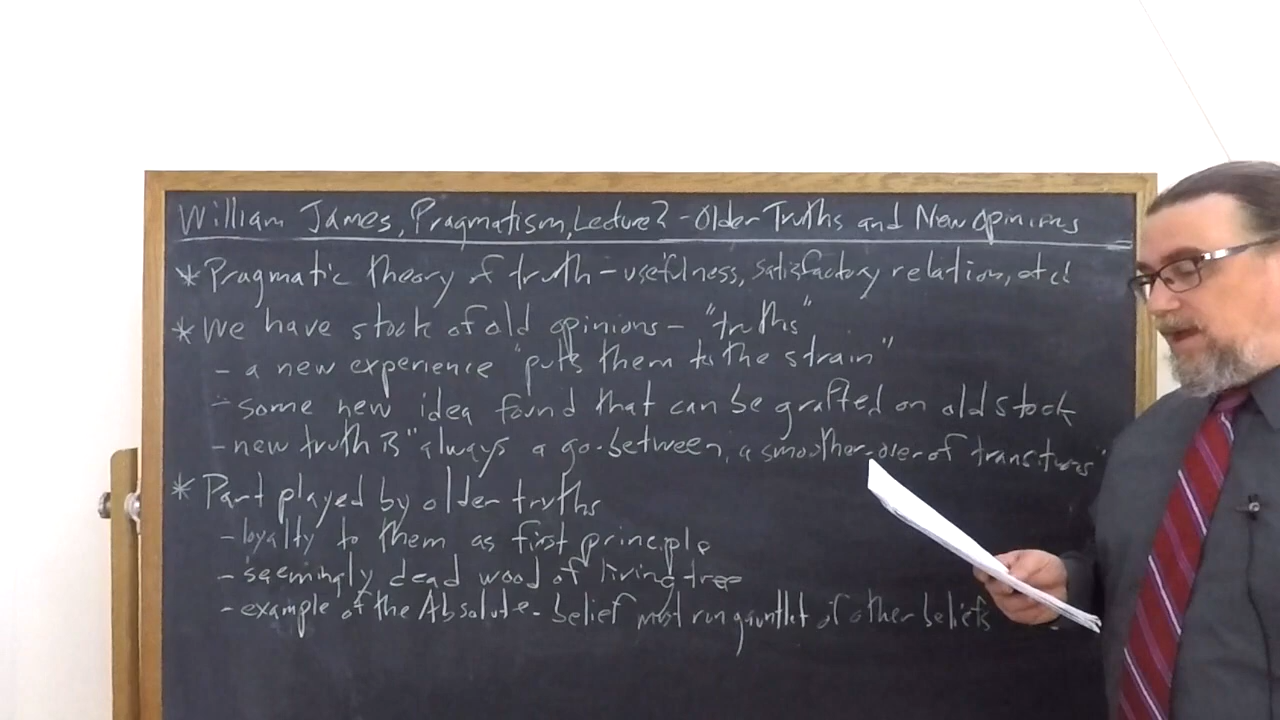 William James, Pragmatism, Lecture 2 - Older Truths and New Opinions
* Pragmatic theory of truth - usefulness, satisfactory relation, etc.
* We have stock of old opinions - "truths"
- a new experience "puts them to the strain"
- some new idea found that can be grafted on old stock
- new truth is "always a go-between, a smoother-over of transitions"
* Part played by older truths
- loyalty to them as first principle
- seemingly dead wood of living tree
- example of the Absolute - belief must run gauntlet of other beliefs